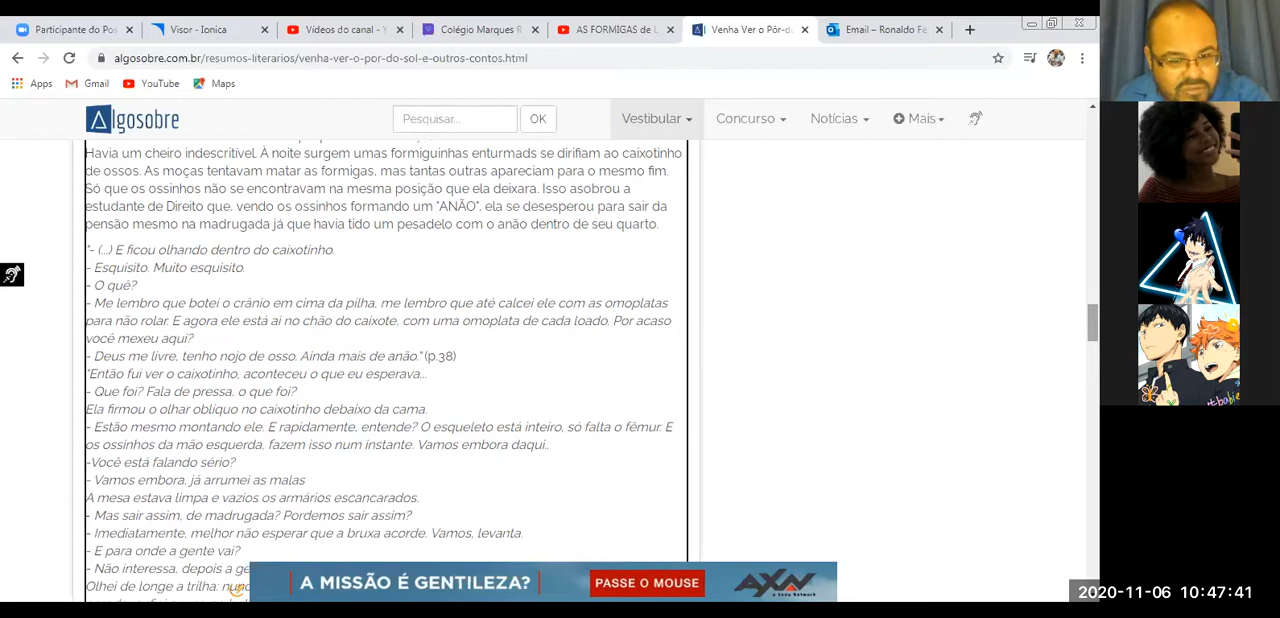 Participante do Pos
Visor - Ionica
Vídeos do canal - Y
Colégio Marques R
AS FORMIGAS de L
Venha Ver o Pôr-do
Email – Ronaldo Fe
algosobre.com.br/resumos-literarios/venha-ver-o-por-do-sol-e-outros-contos.html
Apps
Gmail
YouTube
Maps
Algosobre
Pesquisar...
OK
Vestibular
Concurso
Notícias
Mais
Havia um cheiro indescritível. À noite surgem umas formiguinhas enturmads se dirifiam ao caixotinho
de ossos. As moças tentavam matar as formigas, mas tantas outras apareciam para o mesmo fim.
Só que os ossinhos não se encontravam na mesma posição que ela deixara. Isso asobrou a
estudante de Direito que, vendo os ossinhos formando um "ANÃO", ela se desesperou para sair da
pensão mesmo na madrugada já que havia tido um pesadelo com o anão dentro de seu quarto.
"- (...) E ficou olhando dentro do caixotinho.
- Esquisito. Muito esquisito.
- O quê?
- Me lembro que botei o crânio em cima da pilha, me lembro que até calcei ele com as omoplatas
para não rolar. E agora ele está ai no chão do caixote, com uma omoplata de cada loado. Por acaso
você mexeu aqui?
- Deus me livre, tenho nojo de osso. Ainda mais de anão." (p.38)
"Então fui ver o caixotinho, aconteceu o que eu esperava...
- Que foi? Fala de pressa, o que foi?
Ela firmou o olhar oblíquo no caixotinho debaixo da cama.
- Estão mesmo montando ele. E rapidamente, entende? O esqueleto está inteiro, só falta o fêmur. E
os ossinhos da mão esquerda, fazem isso num instante. Vamos embora daqui..
-Você está falando sério?
- Vamos embora, já arrumei as malas
A mesa estava limpa e vazios os armários escancarados.
- Mas sair assim, de madrugada? Pordemos sair assim?
- Imediatamente, melhor não esperar que a bruxa acorde. Vamos, levanta.
- E para onde a gente vai?
- Não interessa, depois a ge
Olhei de longe a trilha: nunc
A MISSÃO É GENTILEZA?
PASSE O MOUSE
AXN
a Sony Network
2020-11-06 10:47:41